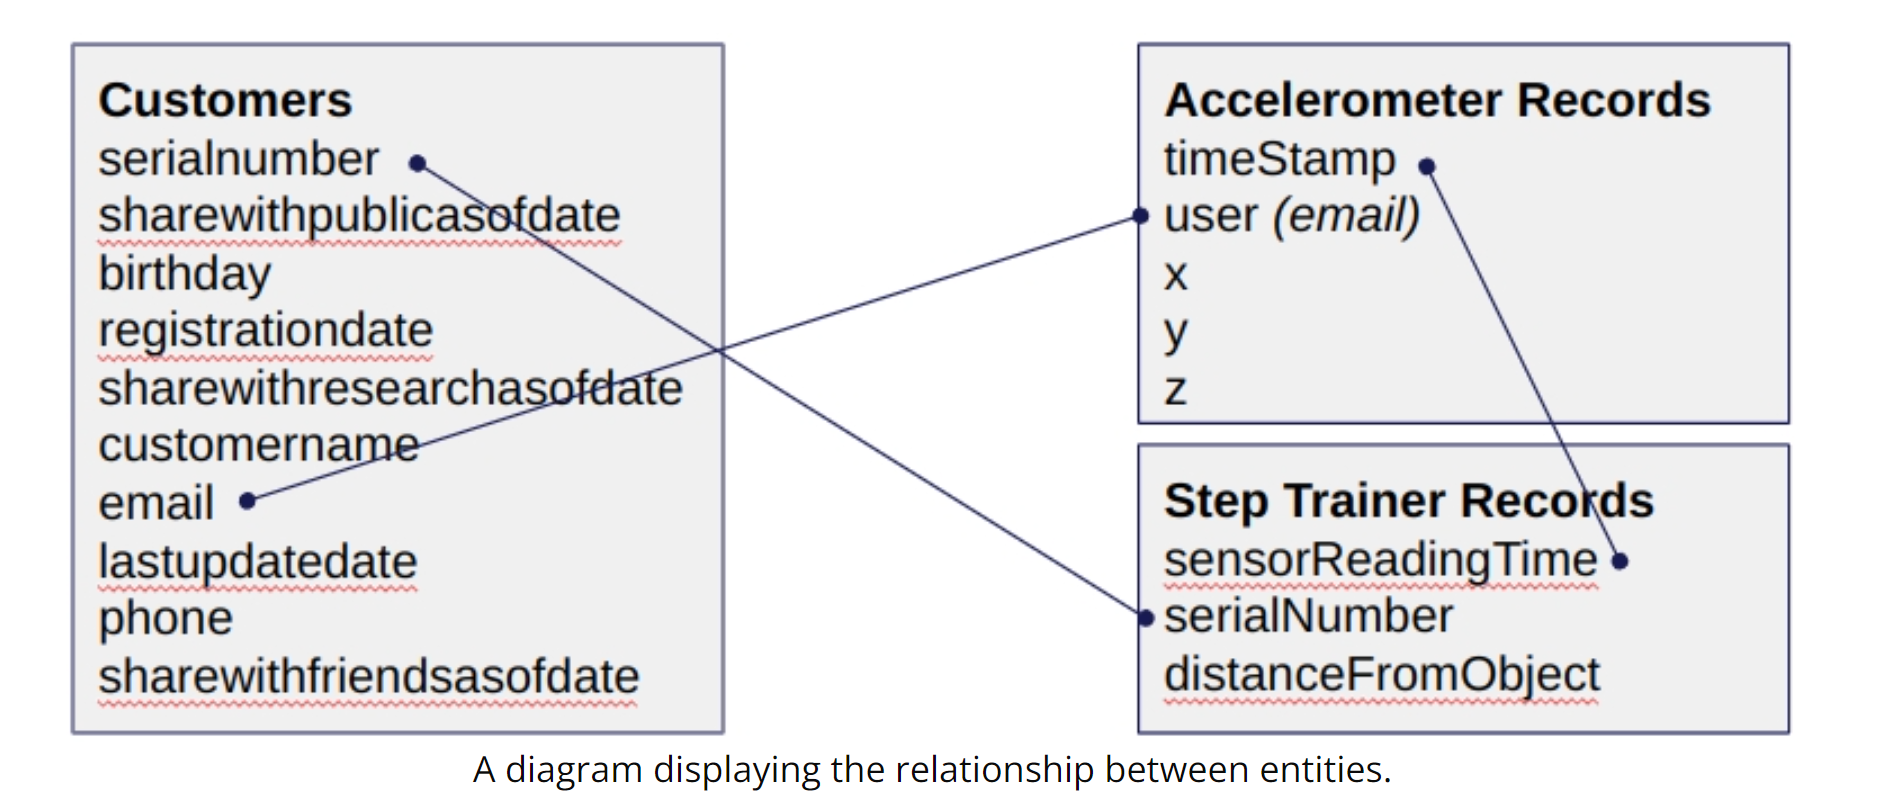 Customers
serialnumber
sharewithpublicasofdate
birthday
registrationdate
sharewithresearchasofdate
customername
email
lastupdatedate
phone
sharewithfriendsasofdate
Accelerometer Records
timeStamp
user (email)
x
y
z
Step Trainer Records
sensorReadingTime
serialNumber
distanceFromObject
A diagram displaying the relationship between entities.